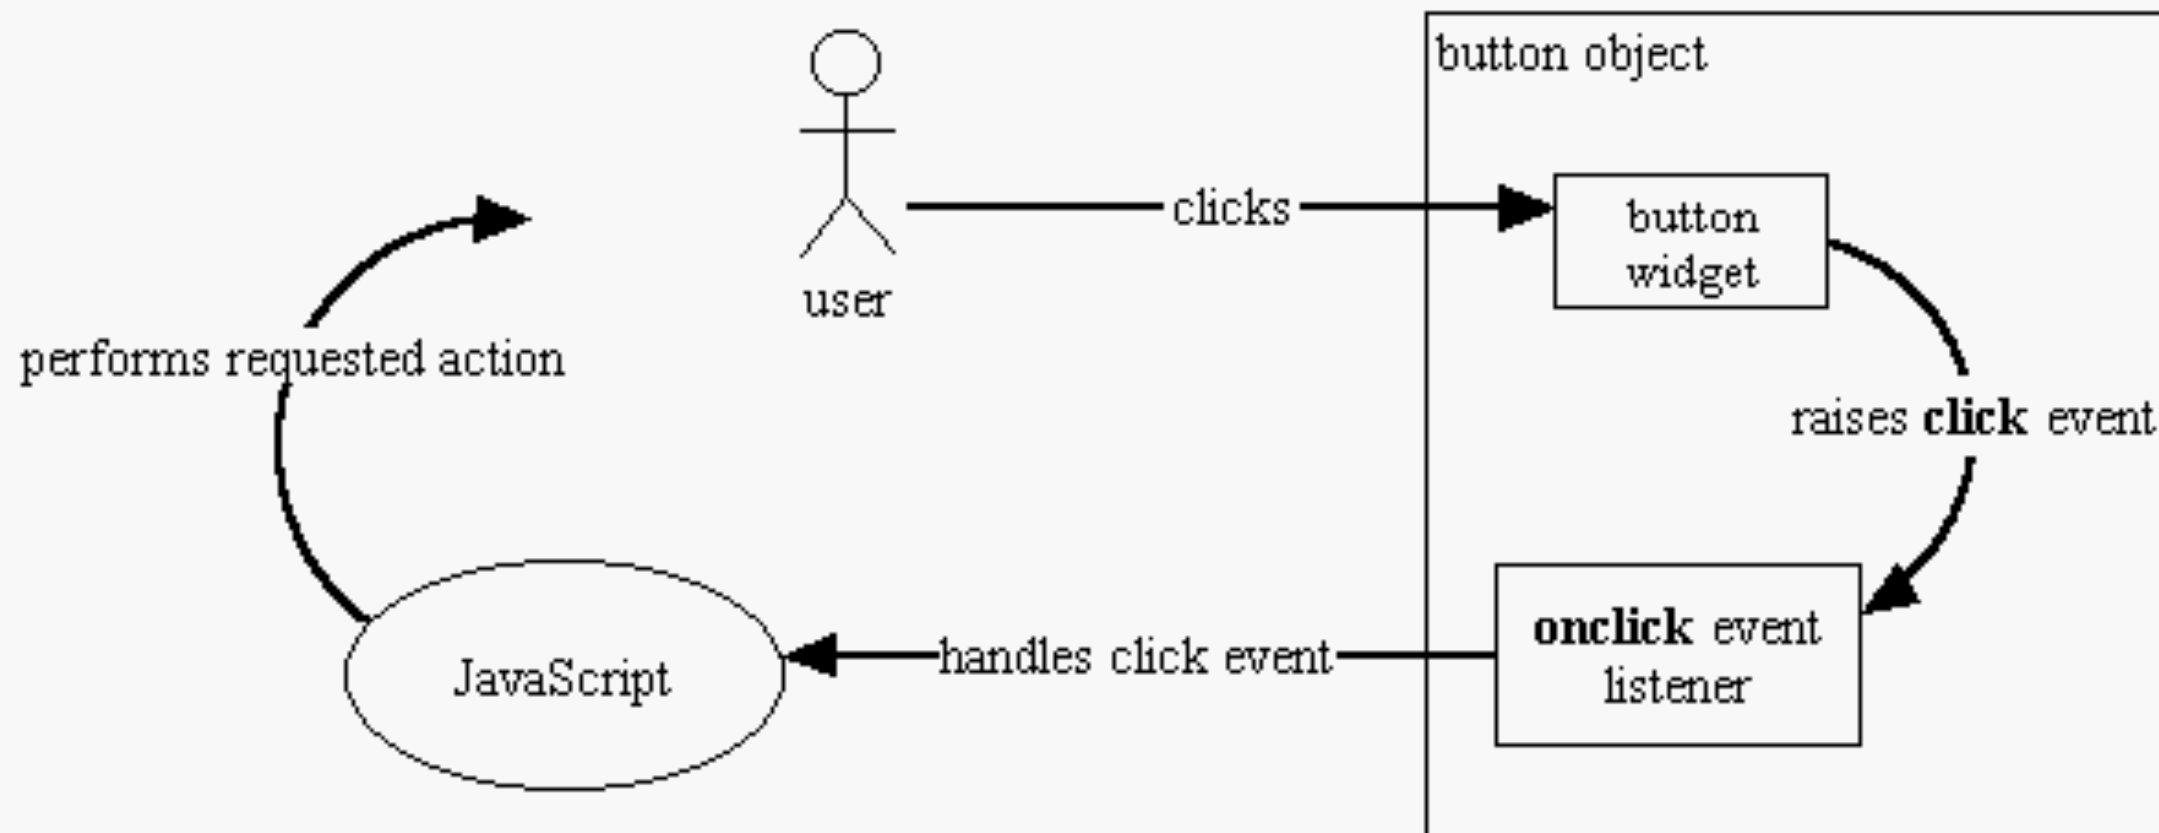 button object
clicks
button
widget
user
performs requested action
raises click event
onclick event
listener
handles click event
JavaScript